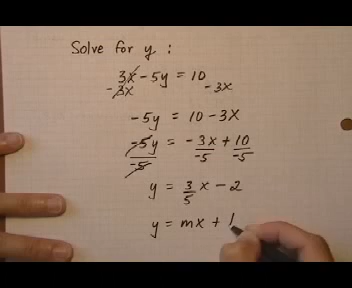 Solve for y :
3x - 5y = 10
- 3x - 3x
-5y = 10 - 3x
-5y = -3x + 10
-5 -5 -5
y = 3/5 x - 2
y = mx +